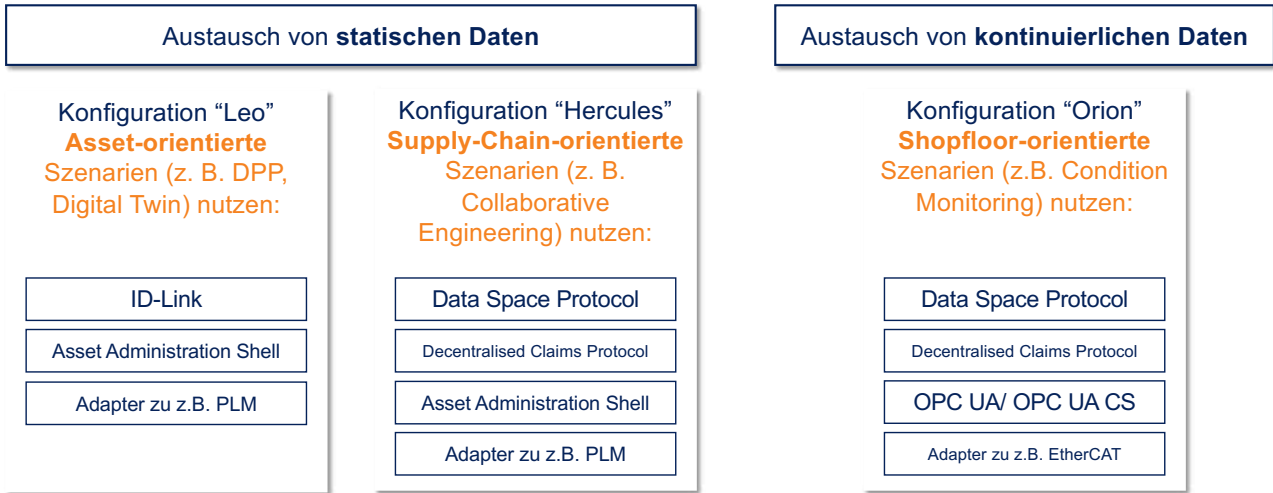 Austausch von statischen Daten
Austausch von kontinuierlichen Daten
Konfiguration “Leo”
Asset-orientierte
Szenarien (z. B. DPP,
Digital Twin) nutzen:
ID-Link
Asset Administration Shell
Adapter zu z.B. PLM
Konfiguration “Hercules”
Supply-Chain-orientierte
Szenarien (z. B.
Collaborative
Engineering) nutzen:
Data Space Protocol
Decentralised Claims Protocol
Asset Administration Shell
Adapter zu z.B. PLM
Konfiguration “Orion”
Shopfloor-orientierte
Szenarien (z.B. Condition
Monitoring) nutzen:
Data Space Protocol
Decentralised Claims Protocol
OPC UA/ OPC UA CS
Adapter zu z.B. EtherCAT